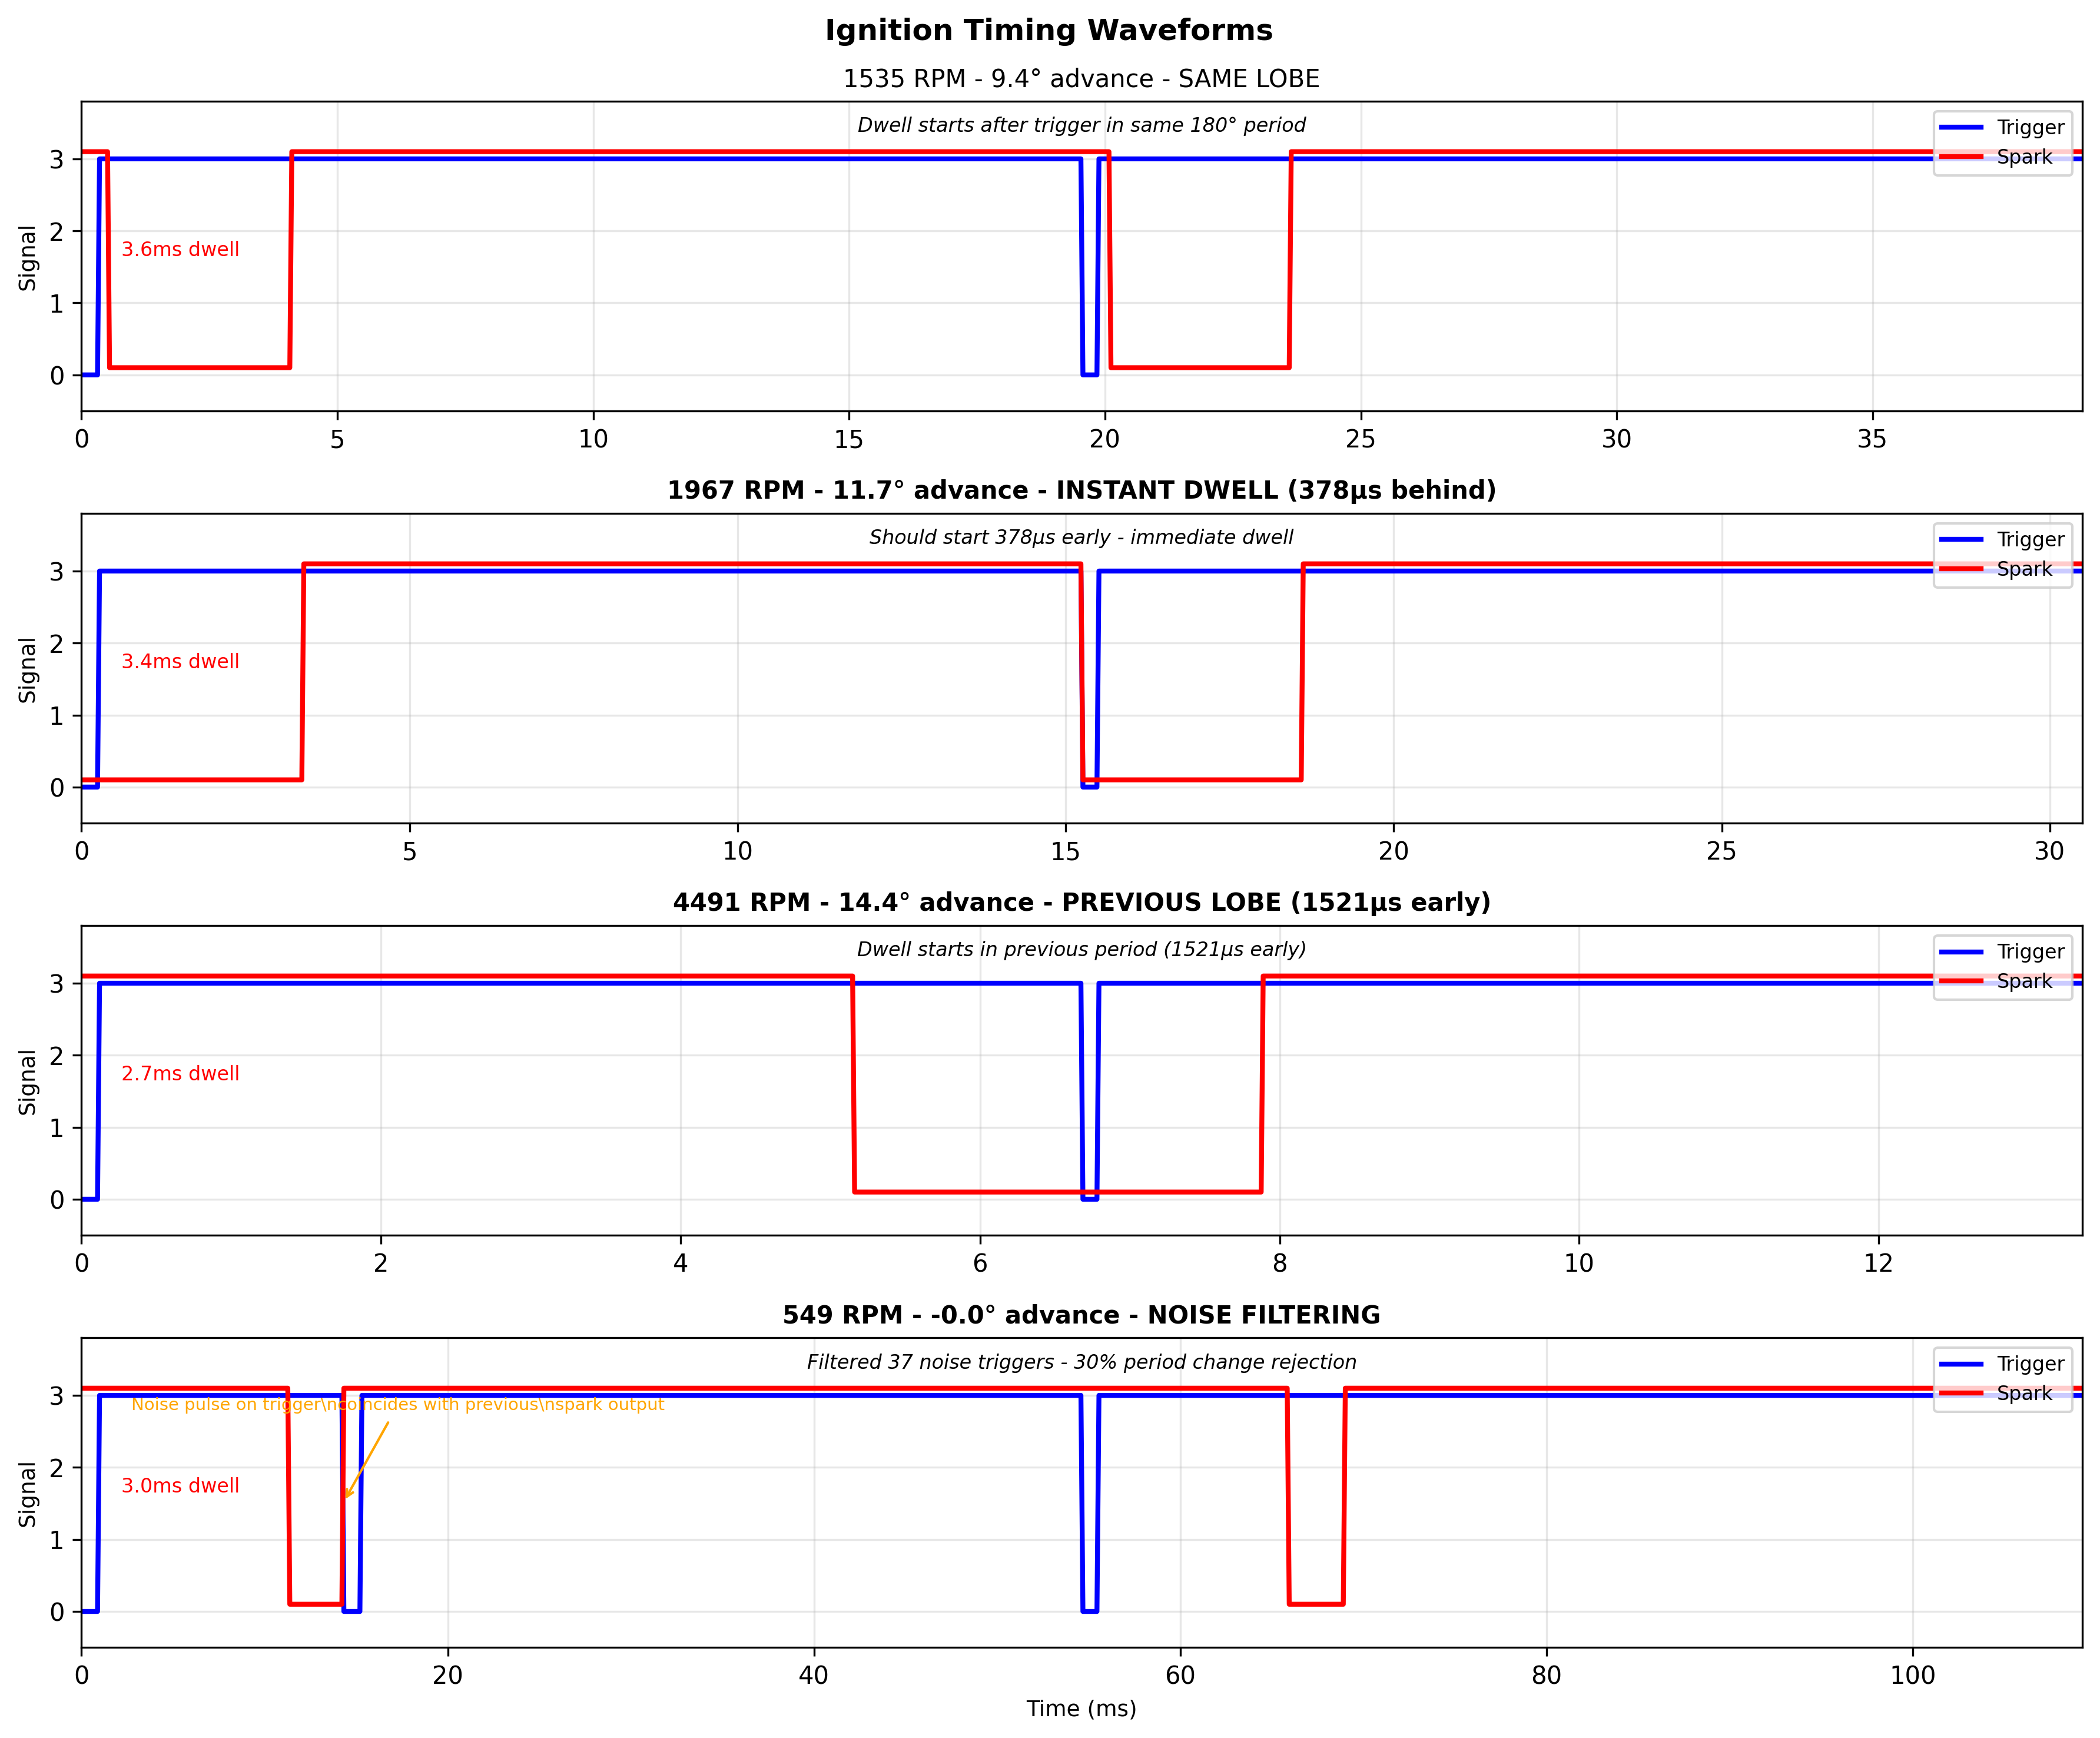 Ignition Timing Waveforms
1535 RPM - 9.4° advance - SAME LOBE
Dwell starts after trigger in same 180° period
Trigger
Spark
3.6ms dwell
Signal
3
2
1
0
0 5 10 15 20 25 30 35
1967 RPM - 11.7° advance - INSTANT DWELL (378µs behind)
Should start 378µs early - immediate dwell
Trigger
Spark
3.4ms dwell
Signal
3
2
1
0
0 5 10 15 20 25 30
4491 RPM - 14.4° advance - PREVIOUS LOBE (1521µs early)
Dwell starts in previous period (1521µs early)
Trigger
Spark
2.7ms dwell
Signal
3
2
1
0
0 2 4 6 8 10 12
549 RPM - -0.0° advance - NOISE FILTERING
Filtered 37 noise triggers - 30% period change rejection
Trigger
Spark
Noise pulse on trigger\ncoincides with previous\nspark output
3.0ms dwell
Signal
3
2
1
0
0 20 40 60 80 100
Time (ms)